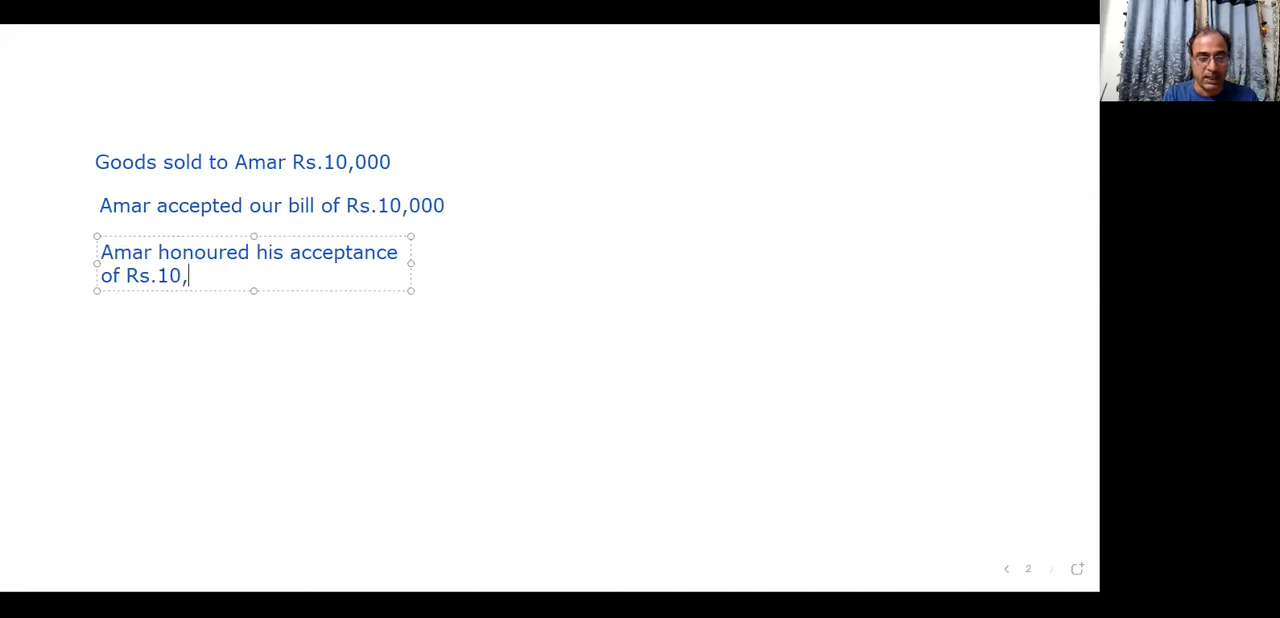 Goods sold to Amar Rs.10,000
Amar accepted our bill of Rs.10,000
Amar honoured his acceptance
of Rs.10,
2